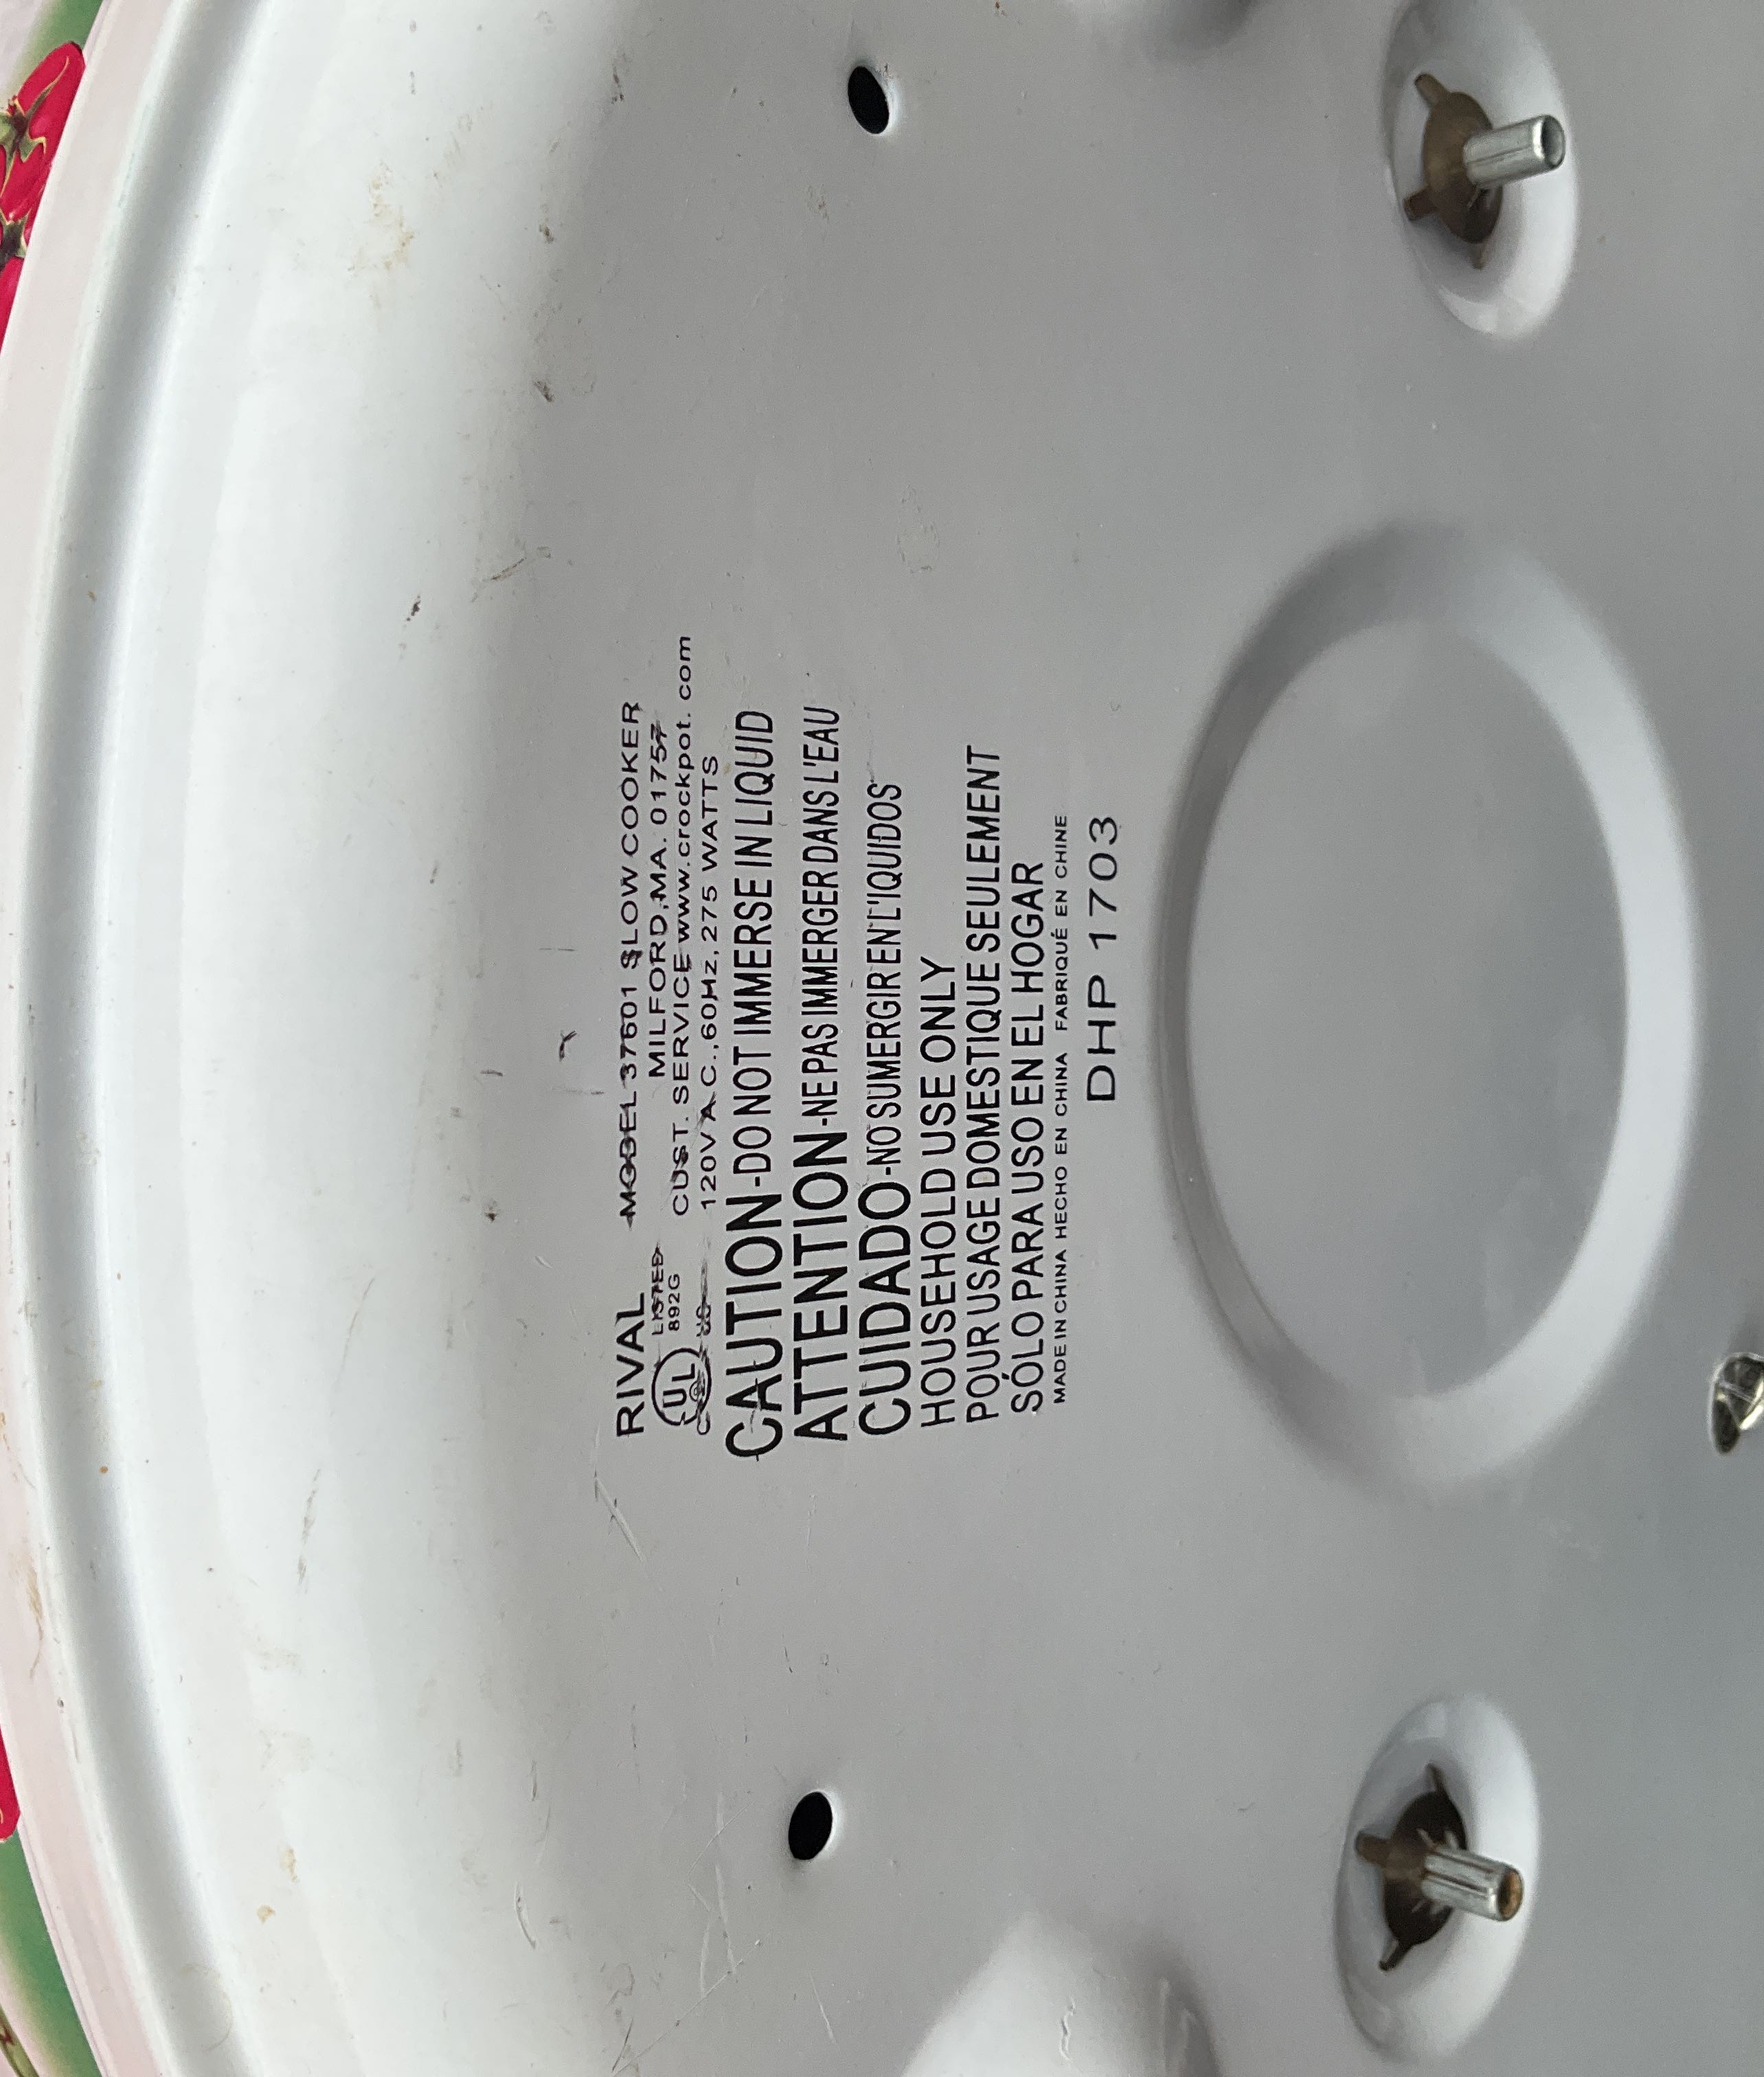 RIVAL MODEL 37601 SLOW COOKER
MILFORD,MA. 01757
UL LISTED
892G
CUST. SERVICE www.crockpot.com
C US
120V A.C.,60Hz,275 WATTS
CAUTION-DO NOT IMMERSE IN LIQUID
ATTENTION-NE PAS IMMERGER DANS L'EAU
CUIDADO-NO SUMERGIR EN L'IQUIDOS
HOUSEHOLD USE ONLY
POUR USAGE DOMESTIQUE SEULEMENT
SÓLO PARA USO EN EL HOGAR
MADE IN CHINA HECHO EN CHINA FABRIQUÉ EN CHINE
DHP 1703